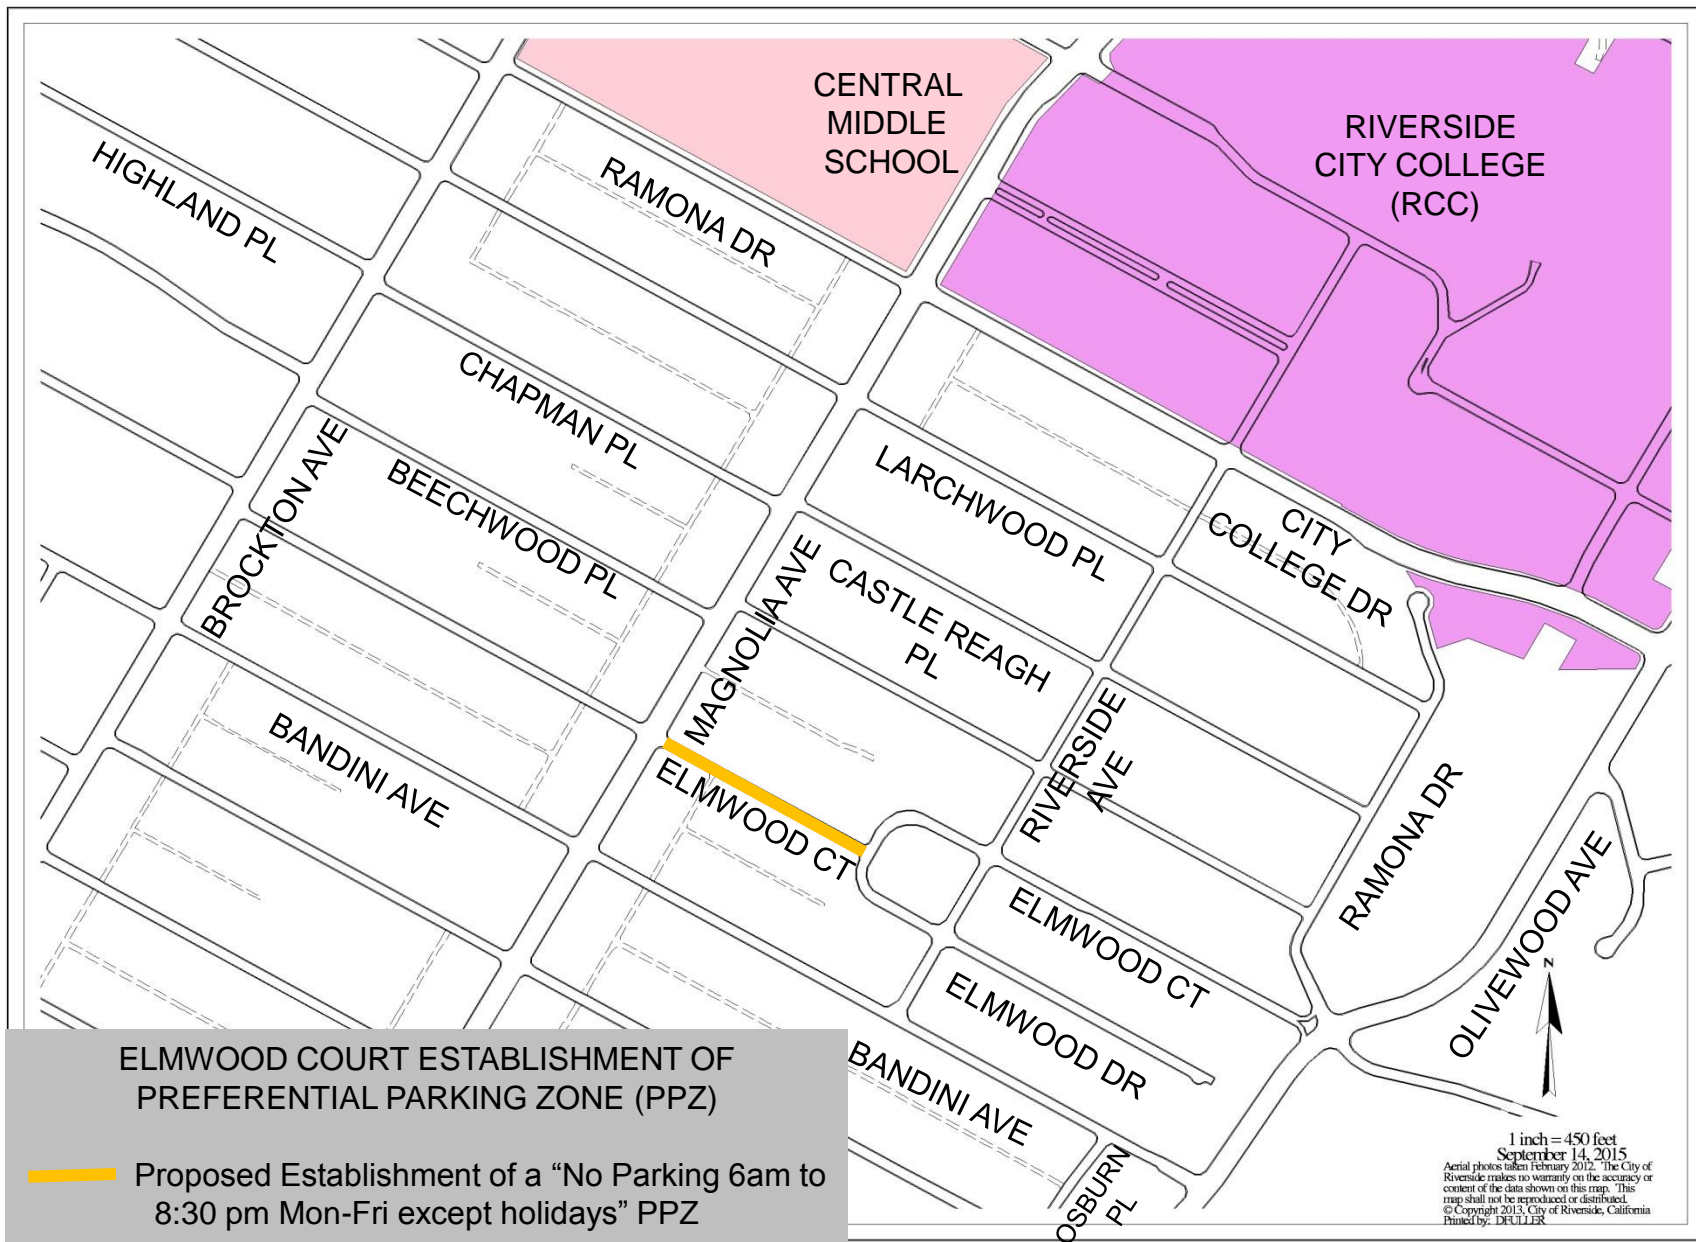 CENTRAL
MIDDLE
SCHOOL
RIVERSIDE
CITY COLLEGE
(RCC)
HIGHLAND PL
RAMONA DR
CHAPMAN PL
BROCKTON AVE
BEECHWOOD PL
LARCHWOOD PL
CITY
COLLEGE DR
MAGNOLIA AVE
CASTLE REAGH
PL
RIVERSIDE
AVE
BANDINI AVE
ELMWOOD CT
RAMONA DR
OLIVEWOOD AVE
ELMWOOD CT
ELMWOOD DR
BANDINI AVE
OSBURN
PL
N
ELMWOOD COURT ESTABLISHMENT OF
PREFERENTIAL PARKING ZONE (PPZ)
Proposed Establishment of a “No Parking 6am to
8:30 pm Mon-Fri except holidays” PPZ
1 inch = 450 feet
September 14, 2015
Aerial photos taken February 2012. The City of
Riverside makes no warranty on the accuracy or
content of the data shown on this map. This
map shall not be reproduced or distributed.
© Copyright 2013, City of Riverside, California
Printed by: DFULLER